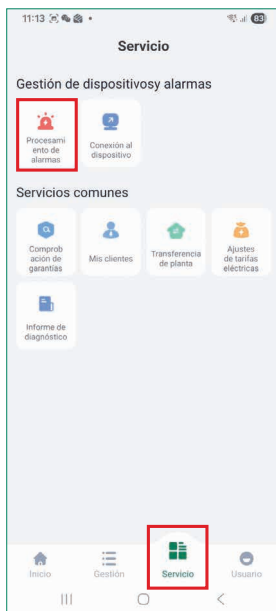 11:13
63
Servicio
Gestión de dispositivosy alarmas
Procesami
ento de
alarmas
Conexión al
dispositivo
Servicios comunes
Comprob
ación de
garantías
Mis clientes
Transferencia
de planta
Ajustes
de tarifas
eléctricas
Informe de
diagnóstico
Inicio
Gestión
Servicio
Usuario